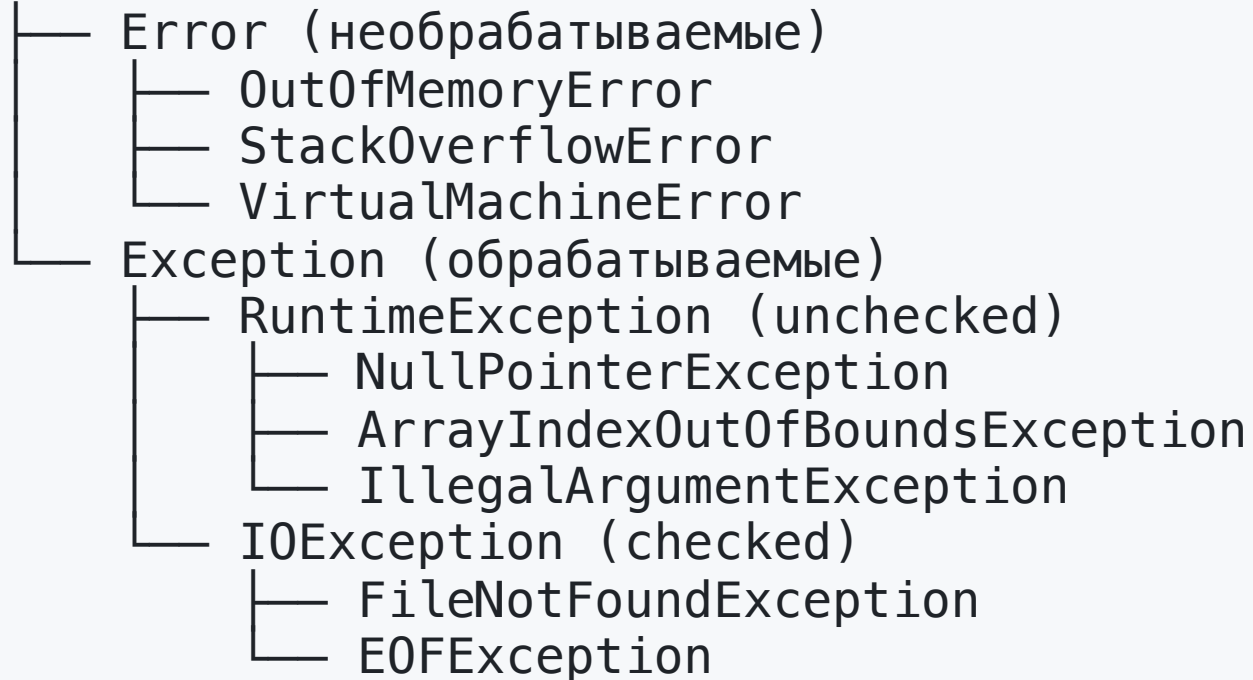 ├── Error (необрабатываемые)
│   ├── OutOfMemoryError
│   ├── StackOverflowError
│   └── VirtualMachineError
└── Exception (обрабатываемые)
    ├── RuntimeException (unchecked)
    │   ├── NullPointerException
    │   ├── ArrayIndexOutOfBoundsException
    │   └── IllegalArgumentException
    └── IOException (checked)
        ├── FileNotFoundException
        └── EOFException